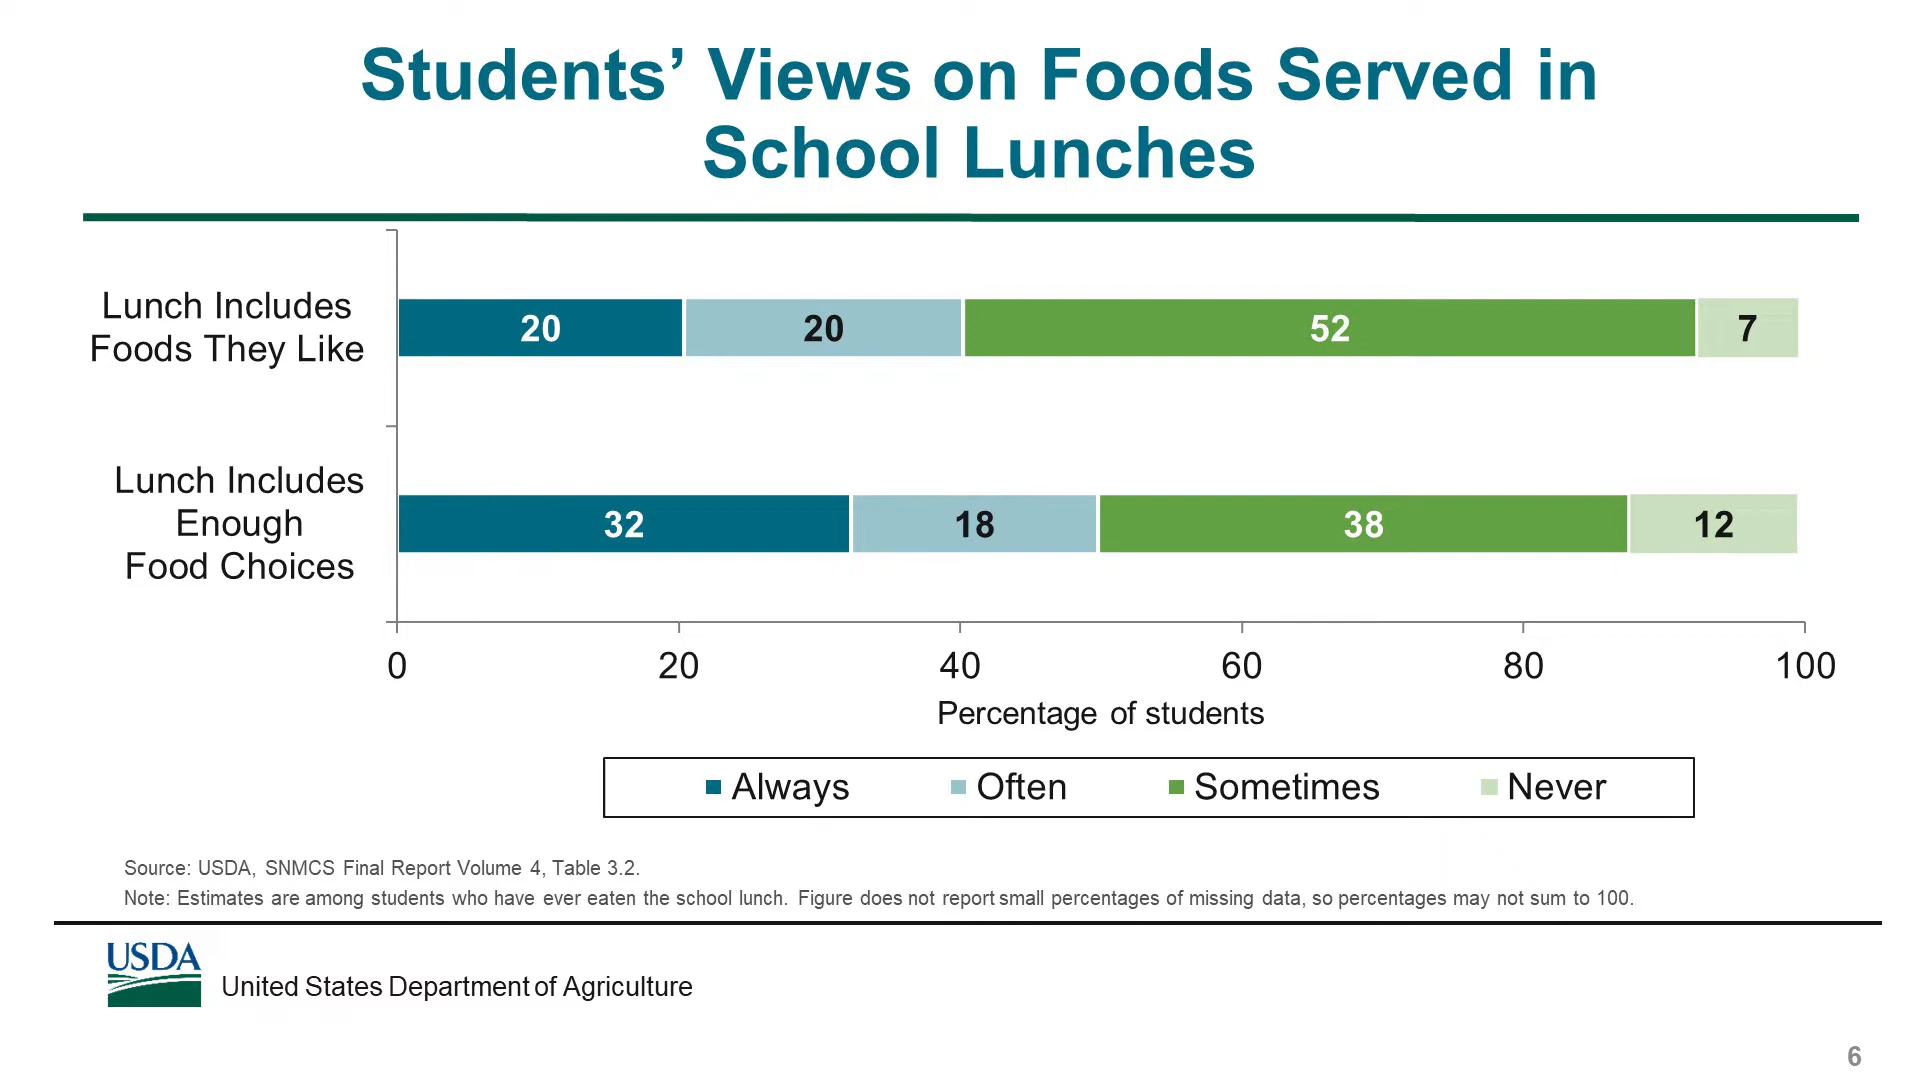 Students’ Views on Foods Served in
School Lunches
Lunch Includes
Foods They Like
20 20 52 7
Lunch Includes
Enough
Food Choices
32 18 38 12
0 20 40 60 80 100
Percentage of students
Always Often Sometimes Never
Source: USDA, SNMCS Final Report Volume 4, Table 3.2.
Note: Estimates are among students who have ever eaten the school lunch. Figure does not report small percentages of missing data, so percentages may not sum to 100.
USDA
United States Department of Agriculture
6